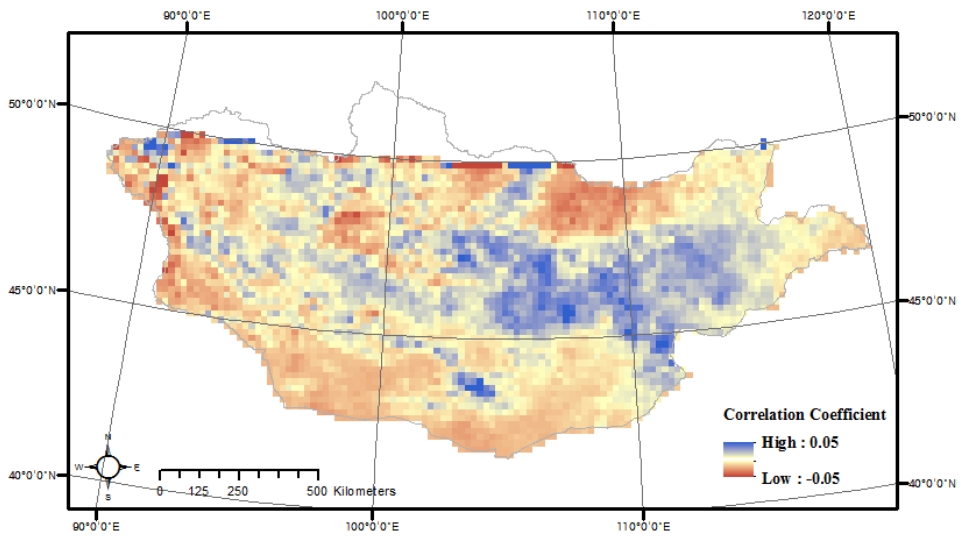 90°0'0"E 100°0'0"E 110°0'0"E 120°0'0"E
50°0'0"N 50°0'0"N
45°0'0"N 45°0'0"N
Correlation Coefficient
High : 0.05
Low : -0.05
N
W E
S
0 125 250 500 Kilometers
40°0'0"N 40°0'0"N
90°0'0"E 100°0'0"E 110°0'0"E